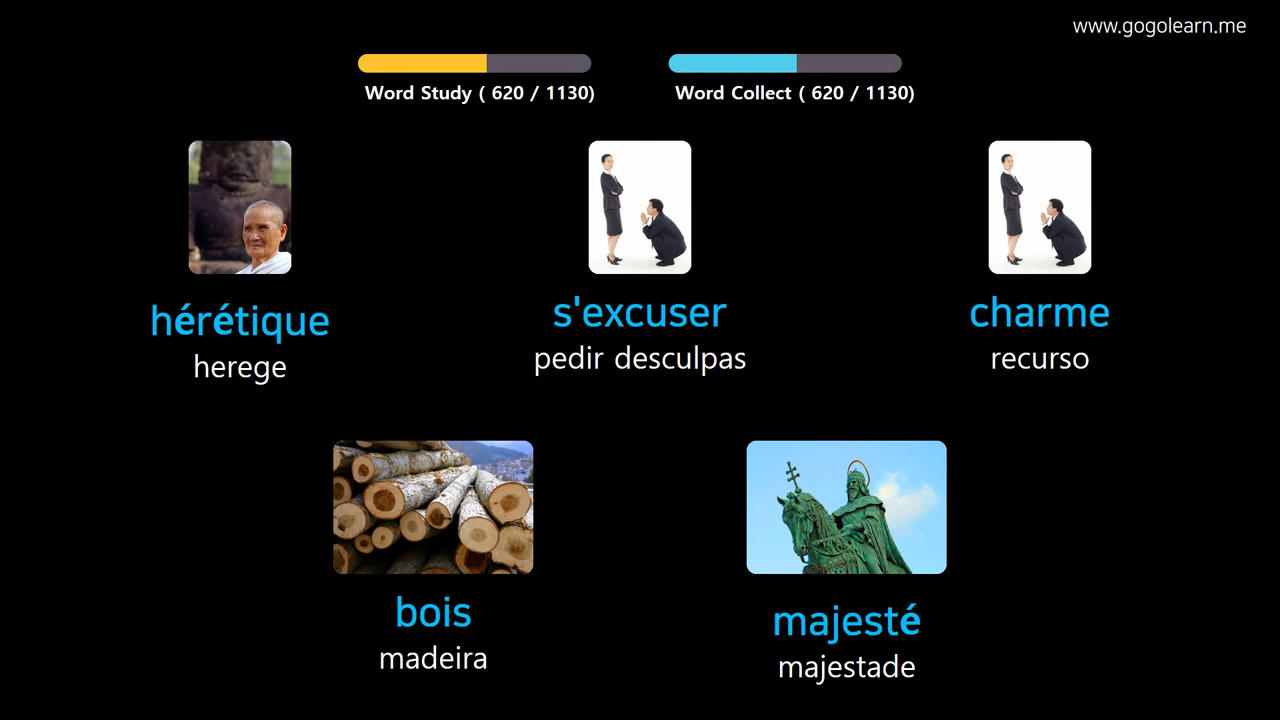 www.gogolearn.me
Word Study ( 620 / 1130)
Word Collect ( 620 / 1130)
hérétique
herege
s'excuser
pedir desculpas
charme
recurso
bois
madeira
majesté
majestade